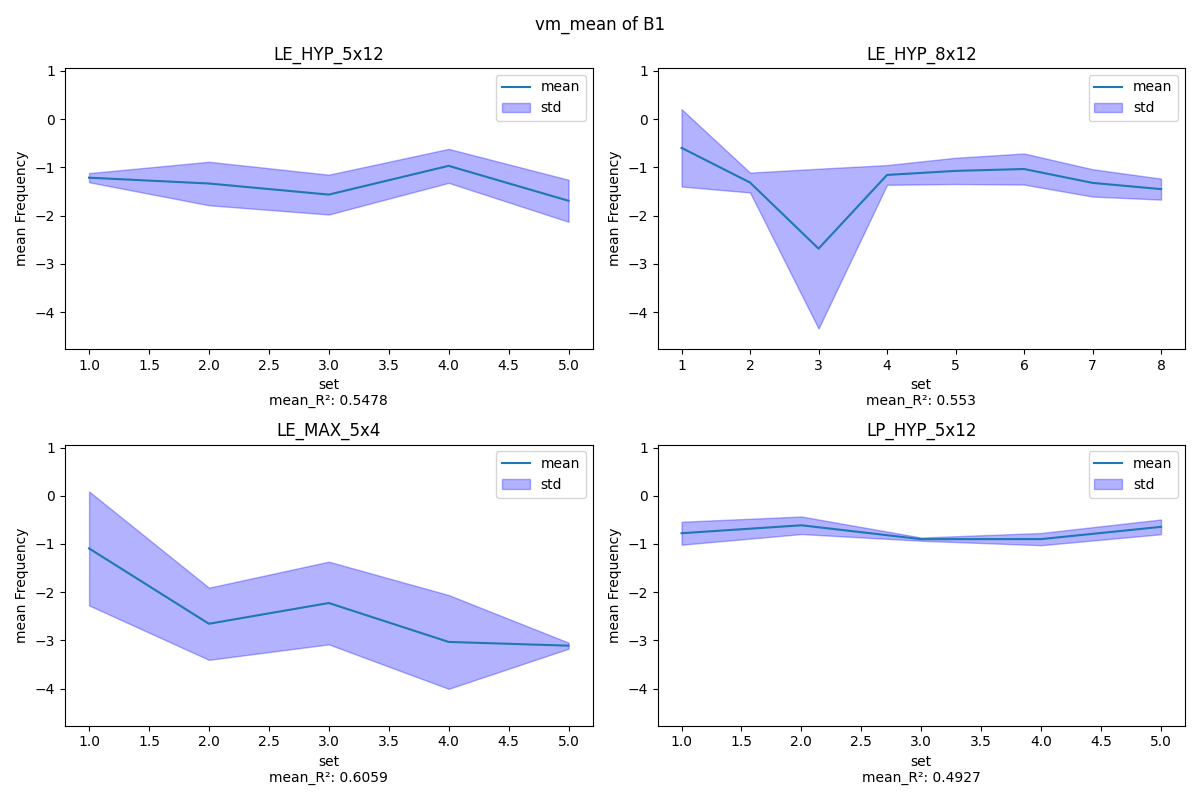 vm_mean of B1
LE_HYP_5x12
1
0
−1
−2
−3
−4
mean Frequency
mean
std
1.0 1.5 2.0 2.5 3.0 3.5 4.0 4.5 5.0
set
mean_R²: 0.5478
LE_HYP_8x12
1
0
−1
−2
−3
−4
mean Frequency
mean
std
1 2 3 4 5 6 7 8
set
mean_R²: 0.553
LE_MAX_5x4
1
0
−1
−2
−3
−4
mean Frequency
mean
std
1.0 1.5 2.0 2.5 3.0 3.5 4.0 4.5 5.0
set
mean_R²: 0.6059
LP_HYP_5x12
1
0
−1
−2
−3
−4
mean Frequency
mean
std
1.0 1.5 2.0 2.5 3.0 3.5 4.0 4.5 5.0
set
mean_R²: 0.4927